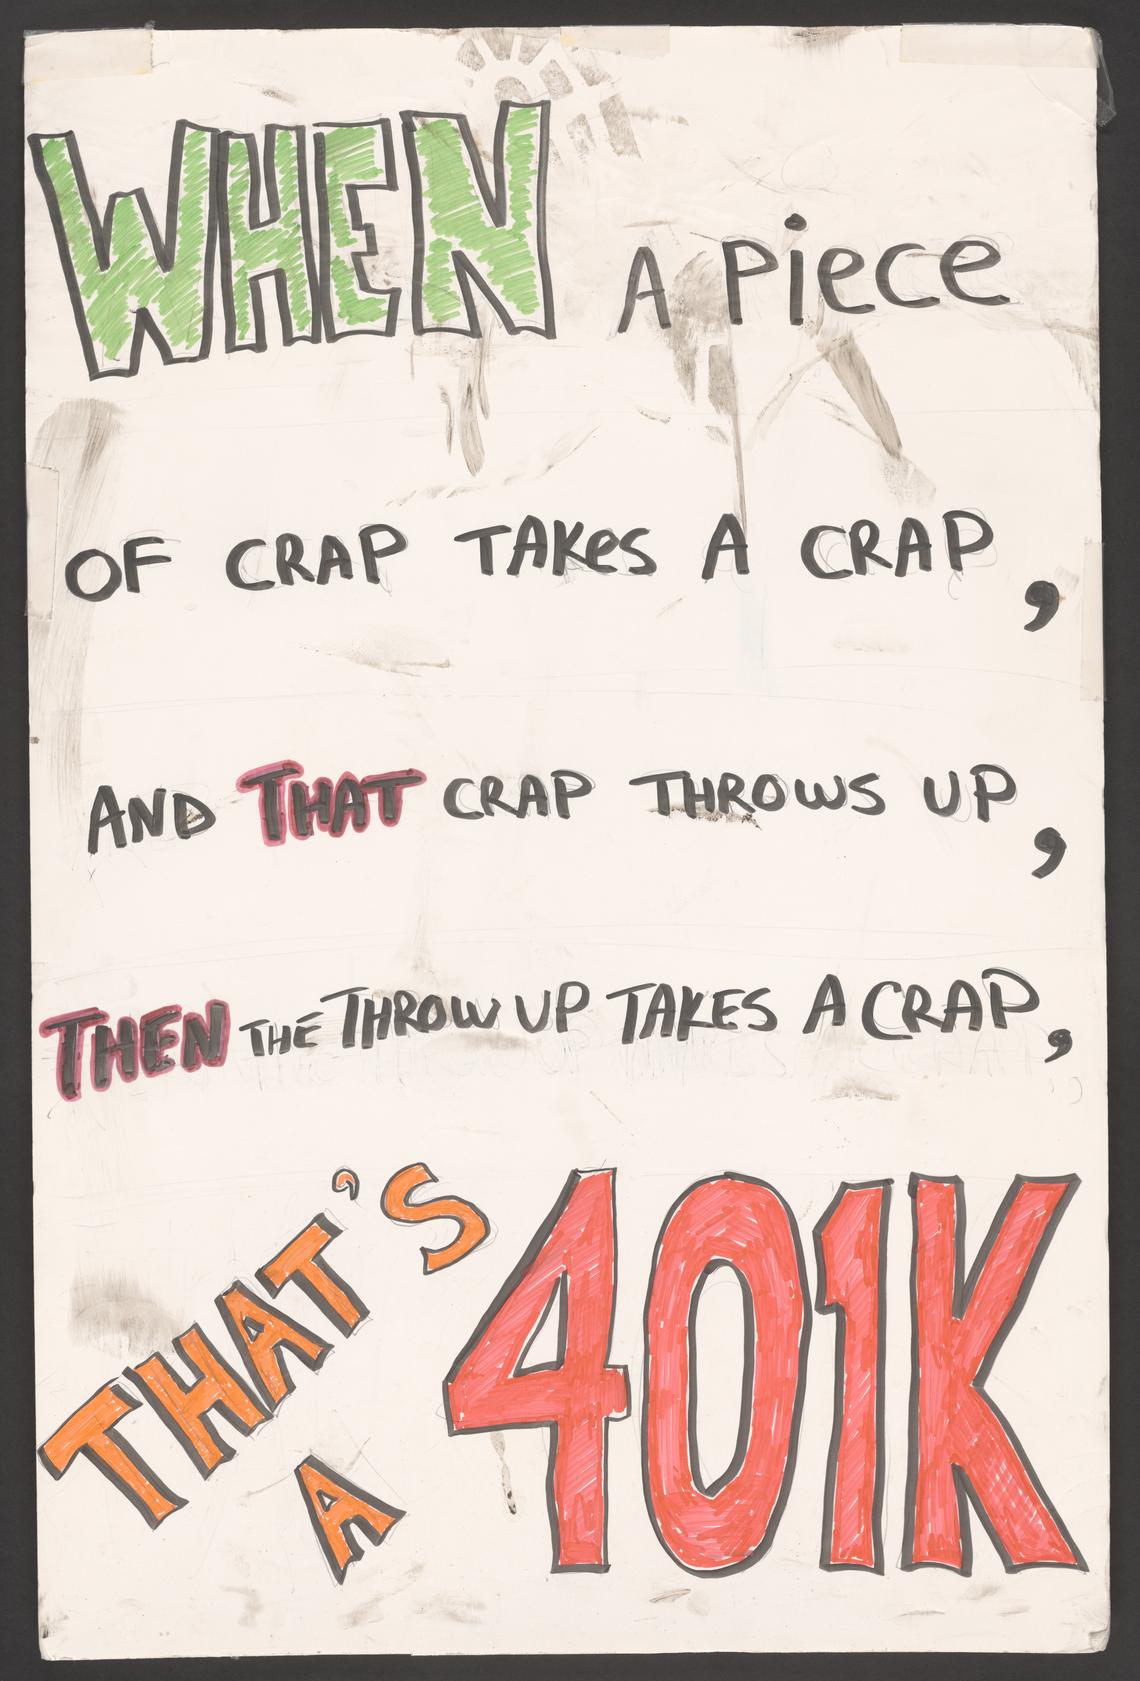 WHEN A PiECE
OF CRAP TAKES A CRAP,
AND THAT CRAP THROWS UP,
THEN THE THROW UP TAKES A CRAP,
THAT'S
A
401K